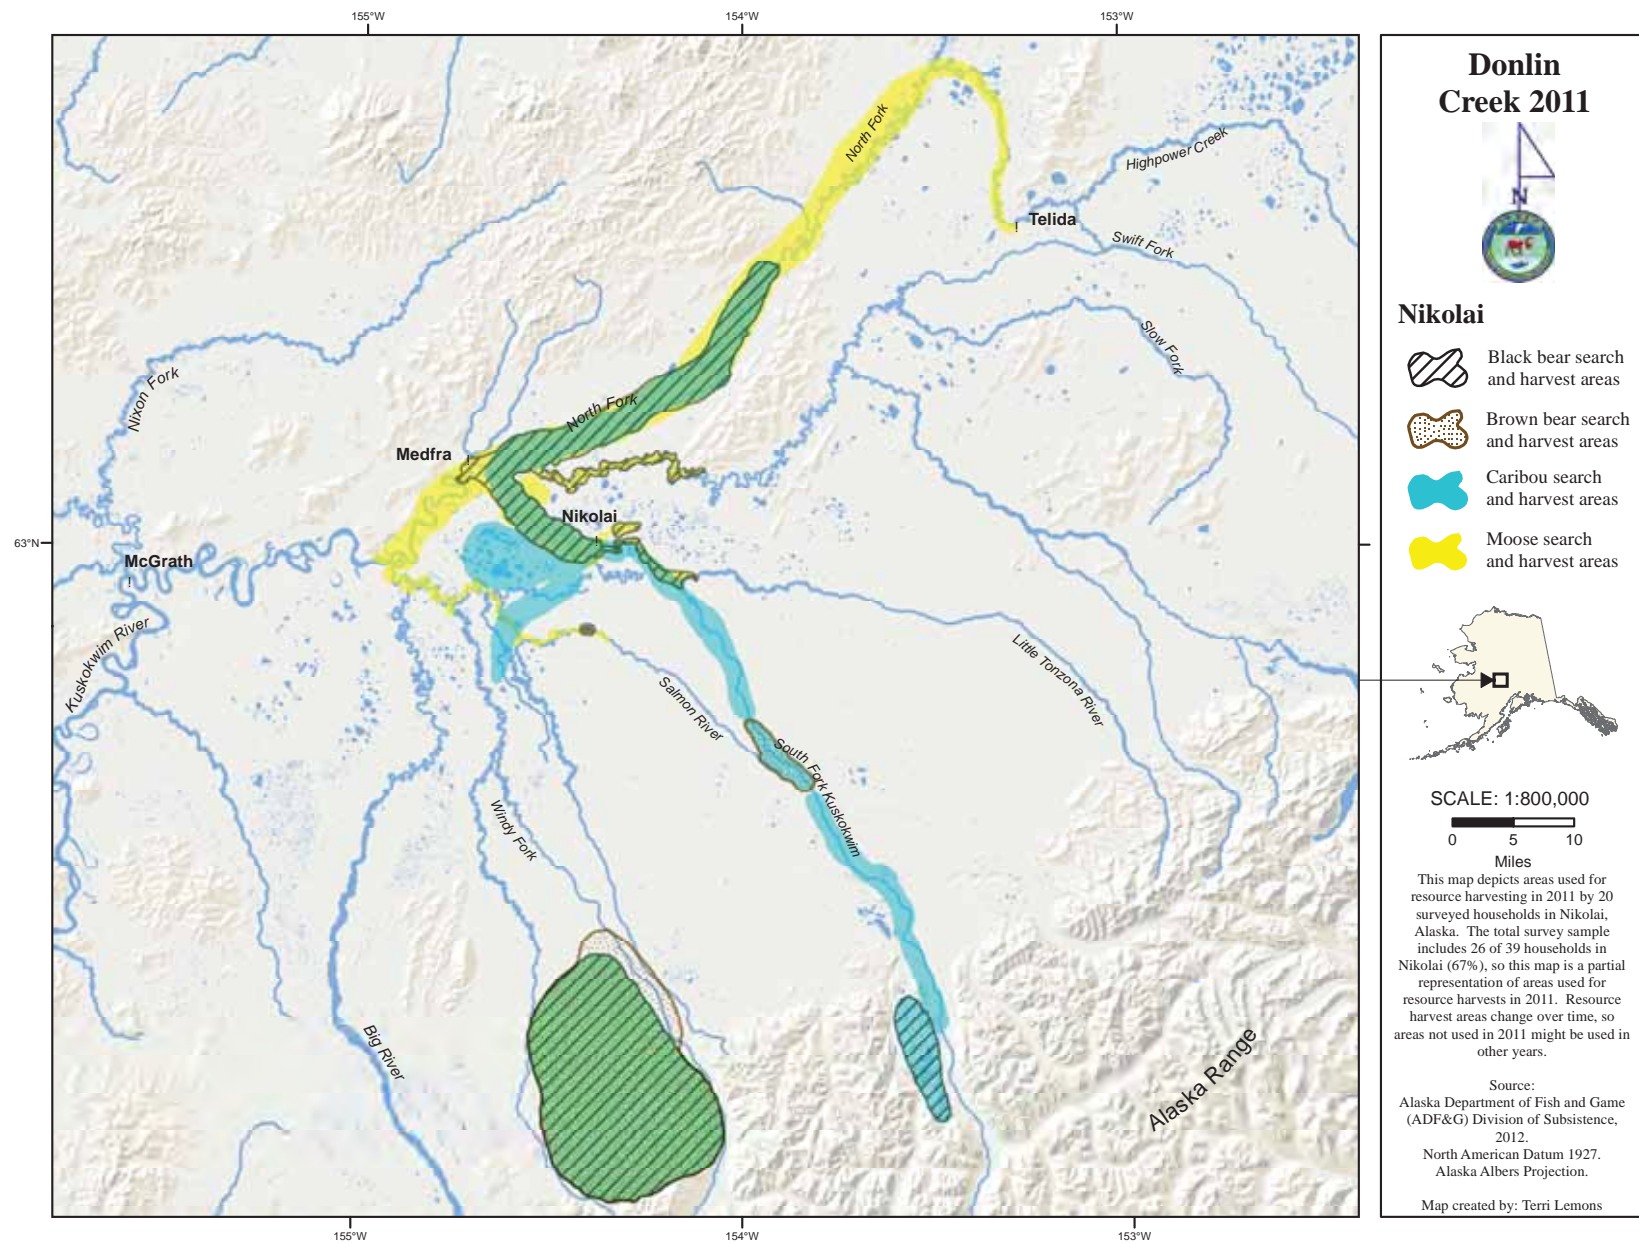 155°W
154°W
153°W
North Fork
Highpower Creek
Telida
Swift Fork
Slow Fork
Nixon Fork
North Fork
Medfra
Nikolai
63°N
McGrath
Kuskokwim River
Little Tonzona River
Salmon River
South Fork Kuskokwim
Windy Fork
Big River
Alaska Range
155°W
154°W
153°W
Donlin
Creek 2011
N
Nikolai
Black bear search
and harvest areas
Brown bear search
and harvest areas
Caribou search
and harvest areas
Moose search
and harvest areas
SCALE: 1:800,000
0 5 10
Miles
This map depicts areas used for
resource harvesting in 2011 by 20
surveyed households in Nikolai,
Alaska. The total survey sample
includes 26 of 39 households in
Nikolai (67%), so this map is a partial
representation of areas used for
resource harvests in 2011. Resource
harvest areas change over time, so
areas not used in 2011 might be used in
other years.
Source:
Alaska Department of Fish and Game
(ADF&G) Division of Subsistence,
2012.
North American Datum 1927.
Alaska Albers Projection.
Map created by: Terri Lemons